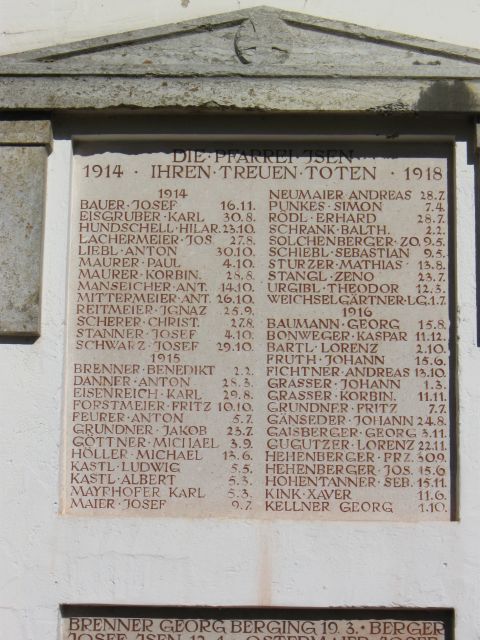 DIE·PFARREI·ISEN
1914 · IHREN·TREUEN·TOTEN · 1918
1914
BAUER·JOSEF 16.11.
EISGRUBER·KARL 30.8.
HUNDSCHELL·HILAR.23.10.
LACHERMEIER·JOS. 27.8.
LIEBL·ANTON 30.10.
MAURER·PAUL 4.10.
MAURER·KORBIN. 28.8.
MANSEICHER·ANT. 14.10.
MITTERMEIER·ANT. 26.10.
REITMEIER·IGNAZ 25.9.
SCHERER·CHRIST. 27.8.
STANNER·JOSEF 4.10.
SCHWARZ·JOSEF 29.10.
1915
BRENNER·BENEDIKT 2.2.
DANNER·ANTON 28.3.
EISENREICH·KARL 29.8.
FORSTMEIER·FRITZ 10.10.
FEURER·ANTON 5.7.
GRUNDNER·JAKOB 23.7.
GÖTTNER·MICHAEL 3.9.
HÖLLER·MICHAEL 13.6.
KASTL·LUDWIG 5.5.
KASTL·ALBERT 5.3.
MAYRHOFER KARL 5.3.
MAIER·JOSEF 9.7.
NEUMAIER·ANDREAS 28.7.
PUNKES·SIMON 7.4.
RÖDL·ERHARD 28.7.
SCHRANK·BALTH. 2.2.
SOLCHENBERGER·ZO. 9.5.
SCHIEBL·SEBASTIAN 9.5.
STURZER·MATHIAS 13.8.
STANGL·ZENO 23.7.
URGIBL·THEODOR 12.3.
WEICHSELGÄRTNER·LG.1.7.
1916
BAUMANN·GEORG 15.8.
BONWEGER·KASPAR 11.12.
BARTL·LORENZ 2.10.
FRUTH·JOHANN 15.6.
FICHTNER·ANDREAS 13.10.
GRASSER·JOHANN 1.3.
GRASSER·KORBIN. 11.11.
GRUNDNER·FRITZ 7.7.
GÄNSEDER·JOHANN 24.8.
GAISBERGER·GEORG 3.11.
GUGUTZER·LORENZ 22.11.
HEHENBERGER·FRZ. 30.9.
HEHENBERGER·JOS. 15.6.
HOHENTANNER·SEB. 15.11.
KINK·XAVER 11.6.
KELLNER GEORG 1.10.
BRENNER GEORG BERGING 19.3.·BERGER
JOSEF ISEN